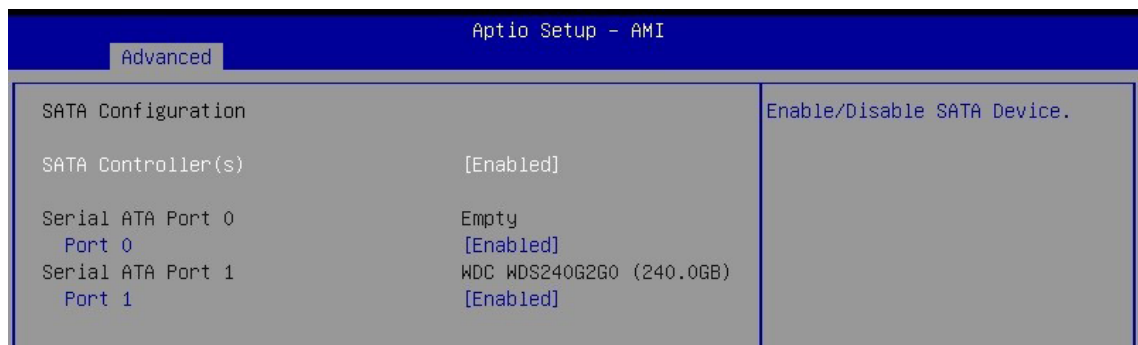 Aptio Setup - AMI
Advanced
SATA Configuration
Enable/Disable SATA Device.
SATA Controller(s) [Enabled]
Serial ATA Port 0 Empty
Port 0 [Enabled]
Serial ATA Port 1 WDC WDS240G2G0 (240.0GB)
Port 1 [Enabled]